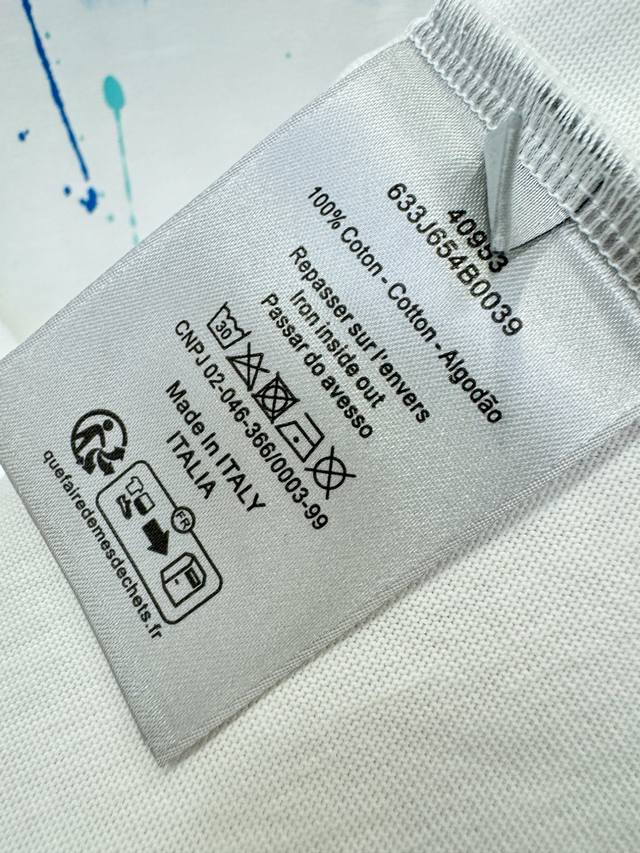 40953
633J654B0039
100% Coton - Cotton - Algodão
Repasser sur l'envers
Iron inside out
Passar do avesso
30
CNPJ 02-046-366/0003-99
Made In ITALY
ITALIA
FR
quefairedemesdechets.fr